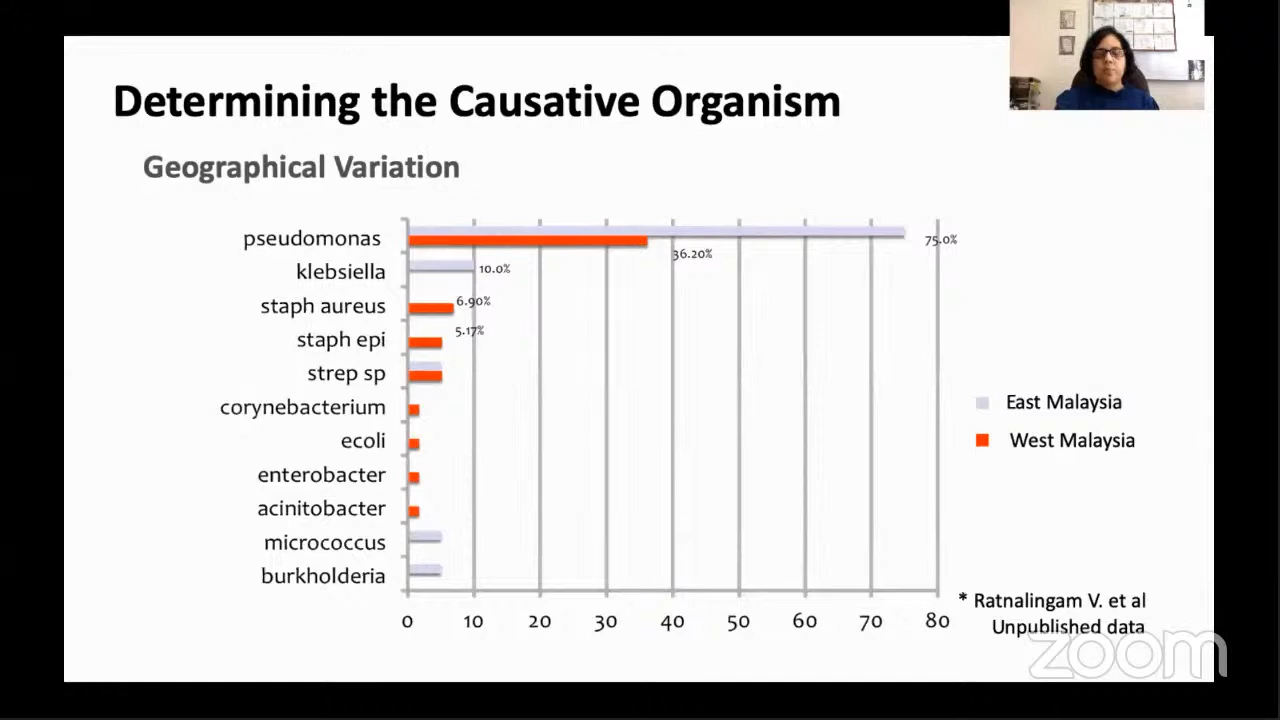 Determining the Causative Organism
Geographical Variation
pseudomonas
75.0%
36.20%
klebsiella
10.0%
staph aureus
6.90%
staph epi
5.17%
strep sp
corynebacterium
ecoli
enterobacter
acinitobacter
micrococcus
burkholderia
0 10 20 30 40 50 60 70 80
East Malaysia
West Malaysia
* Ratnalingam V. et al
Unpublished data
zoom